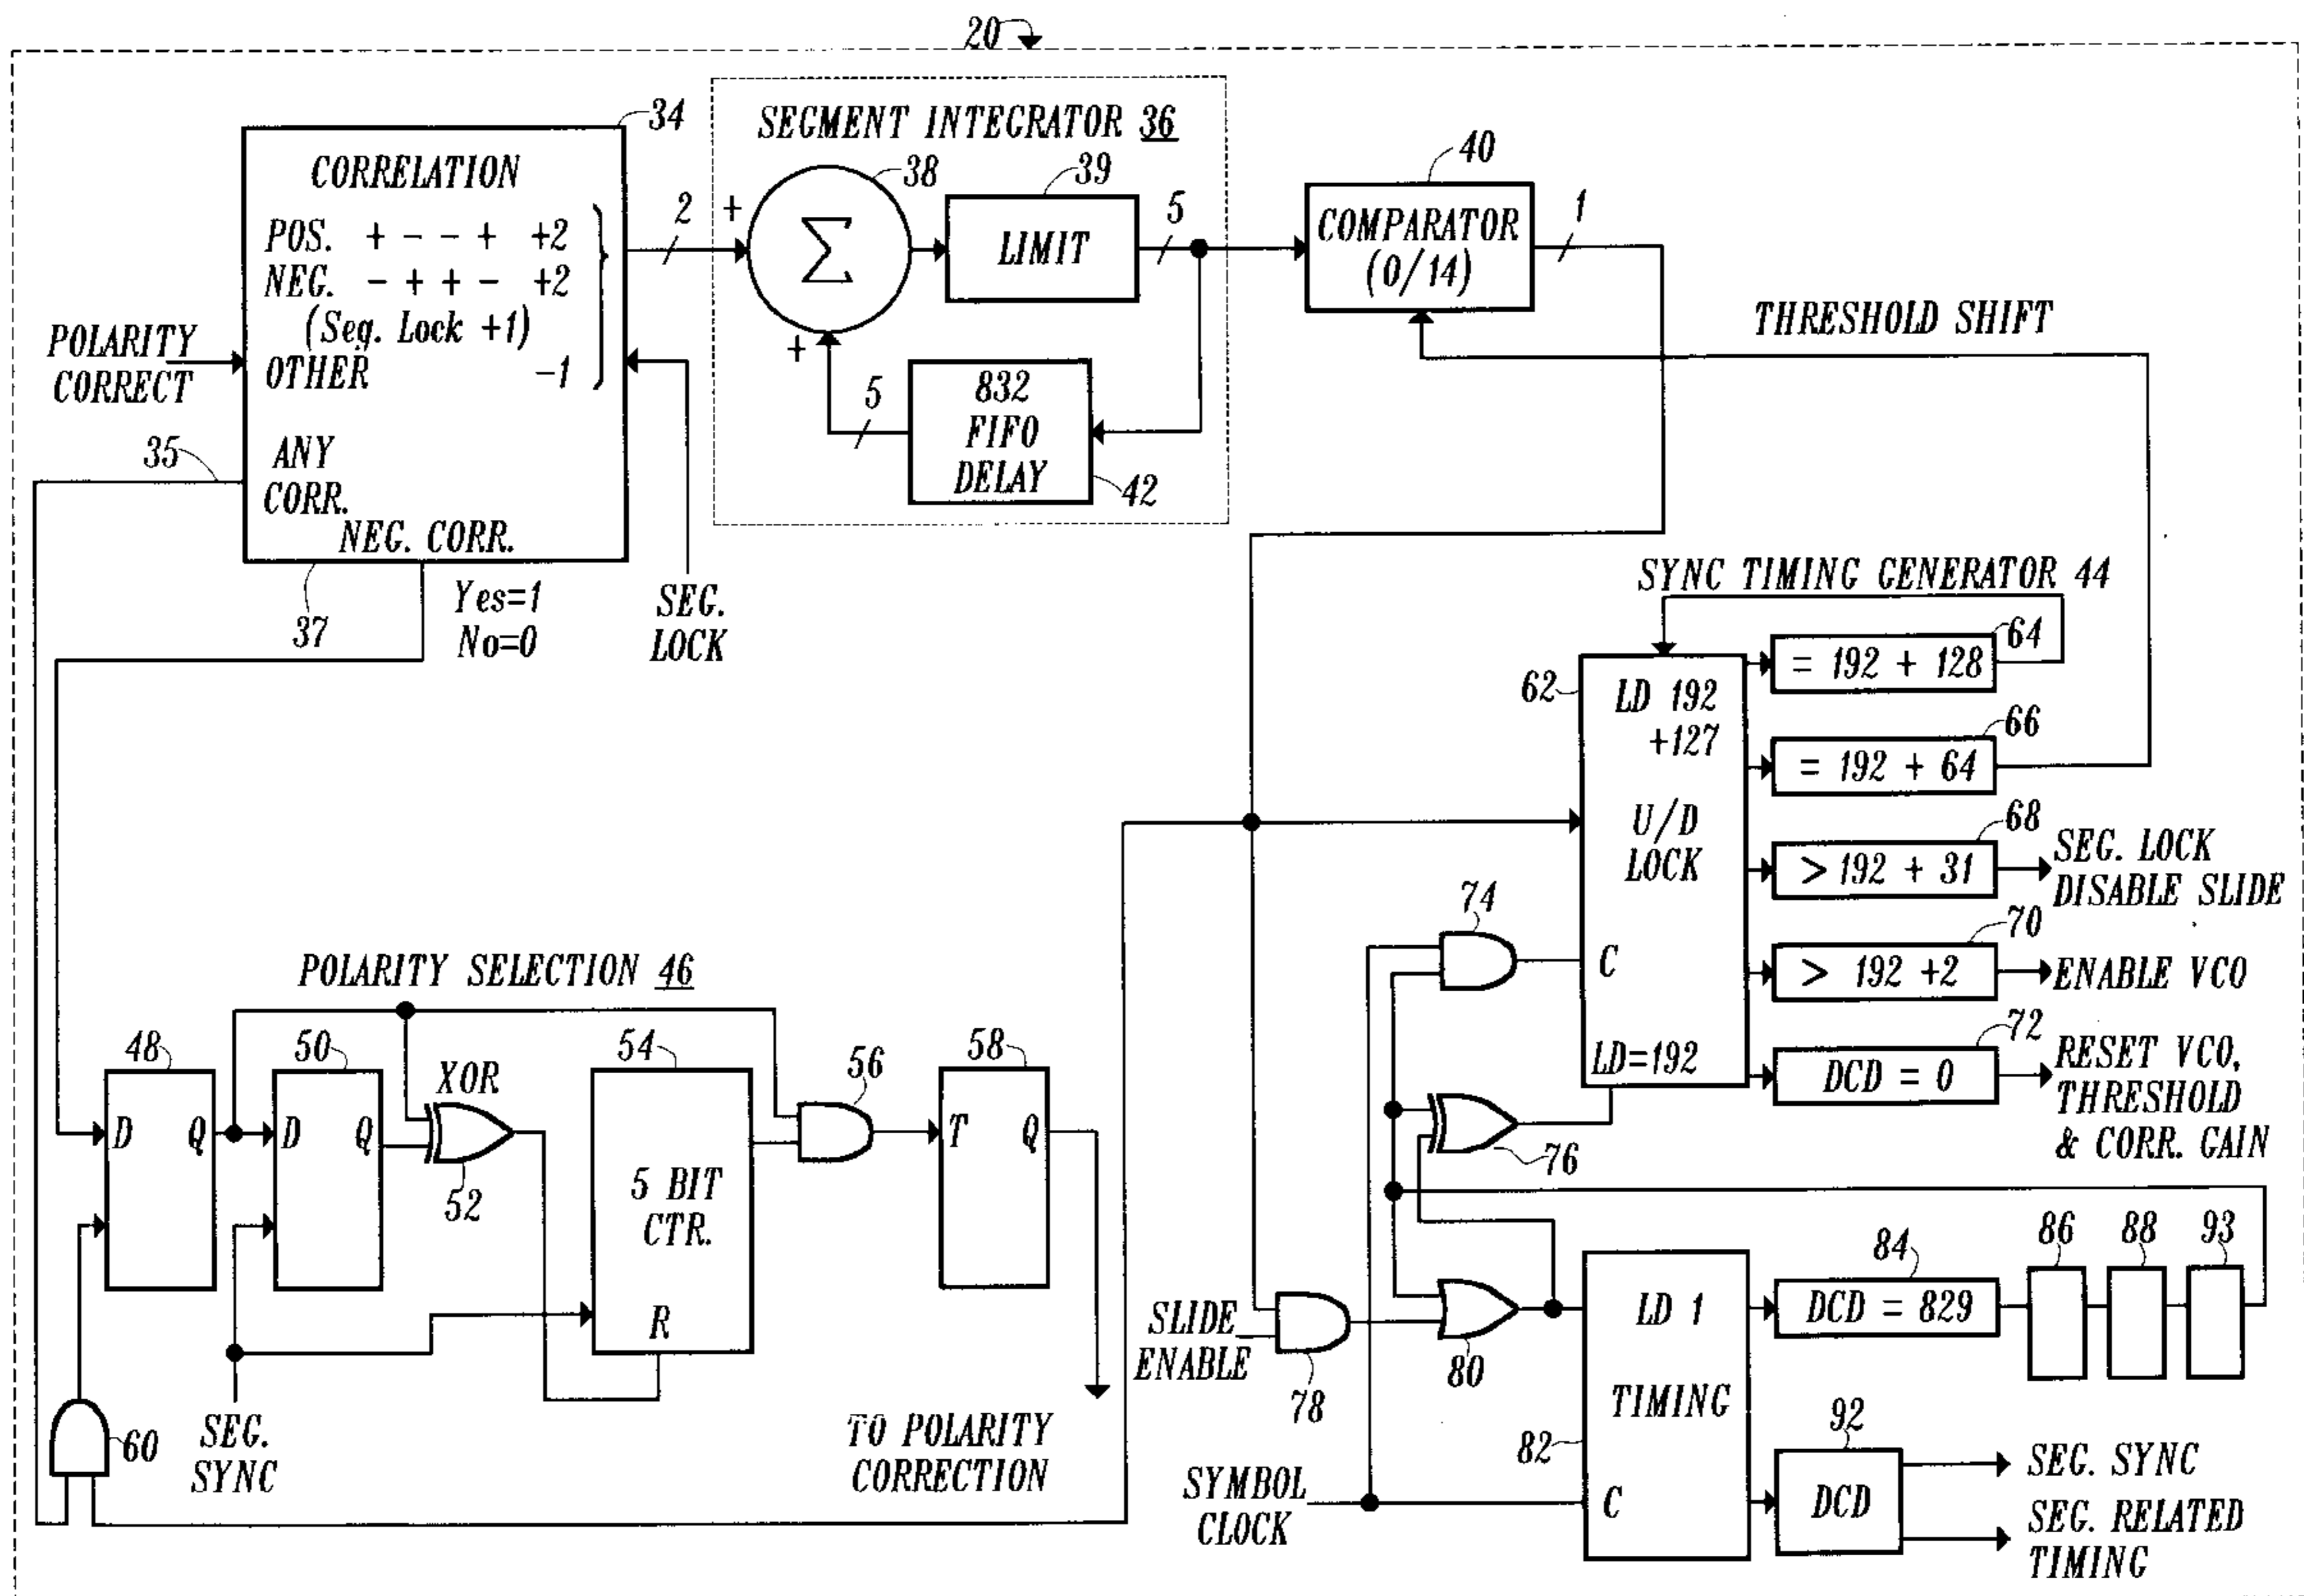 20
34
CORRELATION
POS. + - - + +2
NEG. - + + - +2
(Seg. Lock +1)
OTHER -1
ANY
CORR.
NEG. CORR.
POLARITY
CORRECT
35
37
Yes=1
No=0
SEG.
LOCK
2
+
+
SEGMENT INTEGRATOR 36
38
Σ
39
LIMIT
5
5
832
FIFO
DELAY
42
40
COMPARATOR
(0/14)
1
THRESHOLD SHIFT
SYNC TIMING GENERATOR 44
62
LD 192
+127
U/D
LOCK
C
LD=192
64
= 192 + 128
66
= 192 + 64
68
> 192 + 31
SEG. LOCK
DISABLE SLIDE
70
> 192 +2
ENABLE VCO
72
DCD = 0
RESET VCO,
THRESHOLD
& CORR. GAIN
74
76
POLARITY SELECTION 46
48
D Q
50
D Q
XOR
52
54
5 BIT
CTR.
R
56
58
T Q
60
SEG.
SYNC
TO POLARITY
CORRECTION
SLIDE
ENABLE
78
80
SYMBOL
CLOCK
82
LD 1
TIMING
C
84
DCD = 829
86
88
93
92
DCD
SEG. SYNC
SEG. RELATED
TIMING